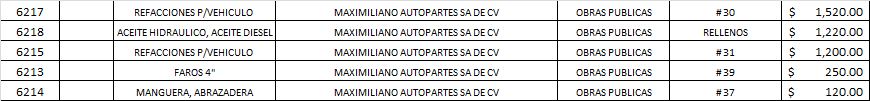 6217 REFACCIONES P/VEHICULO MAXIMILIANO AUTOPARTES SA DE CV OBRAS PUBLICAS #30 $ 1,520.00
6218 ACEITE HIDRAULICO, ACEITE DIESEL MAXIMILIANO AUTOPARTES SA DE CV OBRAS PUBLICAS RELLENOS $ 1,220.00
6215 REFACCIONES P/VEHICULO MAXIMILIANO AUTOPARTES SA DE CV OBRAS PUBLICAS #31 $ 1,200.00
6213 FAROS 4" MAXIMILIANO AUTOPARTES SA DE CV OBRAS PUBLICAS #39 $ 250.00
6214 MANGUERA, ABRAZADERA MAXIMILIANO AUTOPARTES SA DE CV OBRAS PUBLICAS #37 $ 120.00